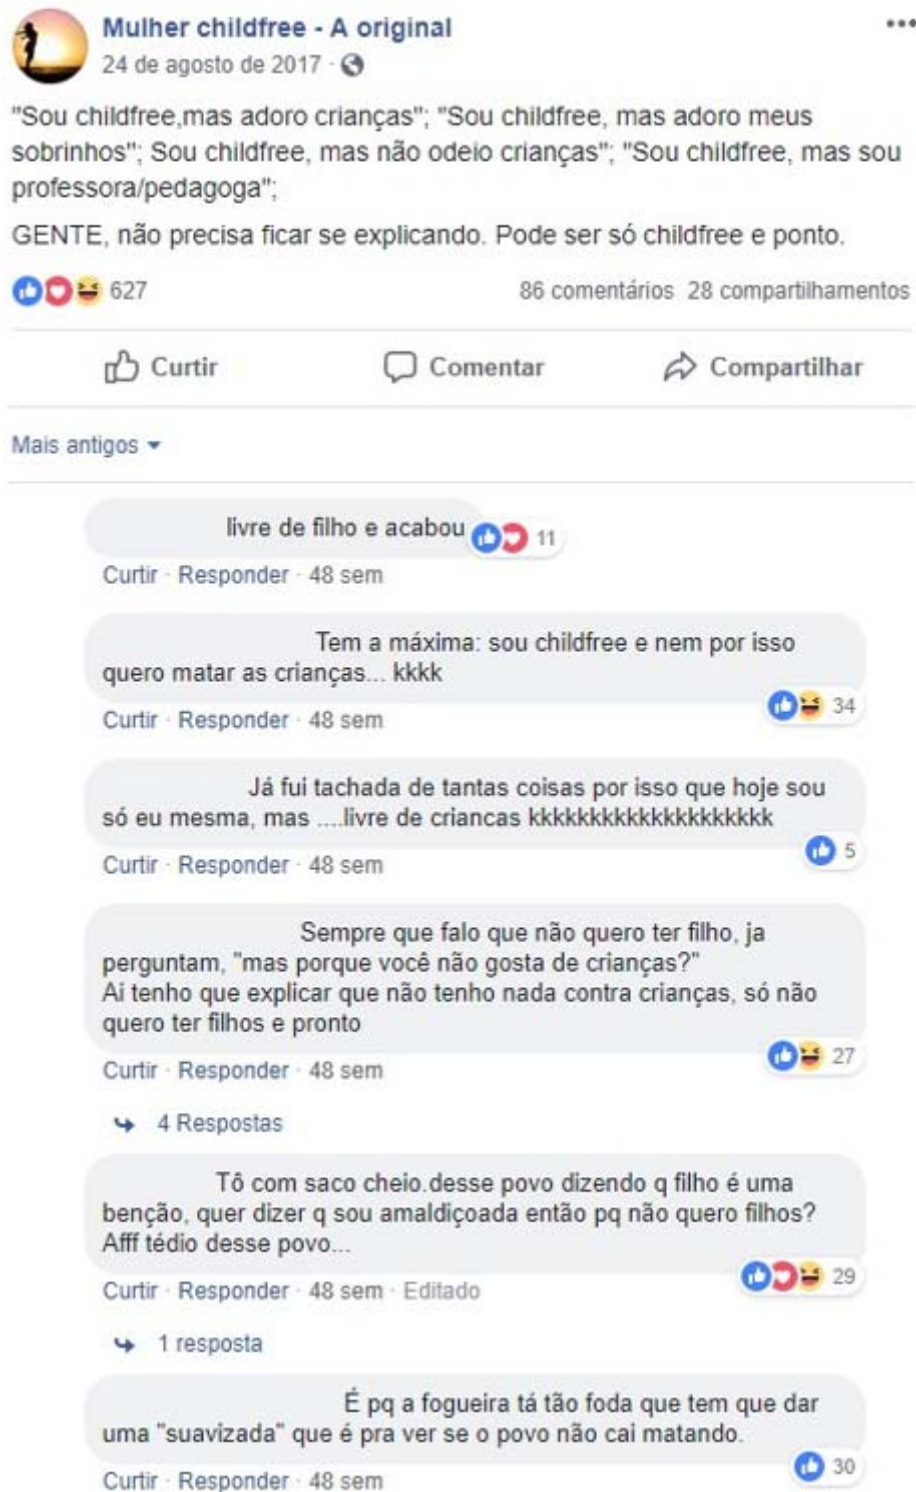 Mulher childfree - A original
24 de agosto de 2017 ·
"Sou childfree,mas adoro crianças"; "Sou childfree, mas adoro meus
sobrinhos"; Sou childfree, mas não odeio crianças"; "Sou childfree, mas sou
professora/pedagoga";
GENTE, não precisa ficar se explicando. Pode ser só childfree e ponto.
627 86 comentários 28 compartilhamentos
Curtir Comentar Compartilhar
Mais antigos
livre de filho e acabou 11
Curtir · Responder · 48 sem
Tem a máxima: sou childfree e nem por isso
quero matar as crianças... kkkk
34
Curtir · Responder · 48 sem
Já fui tachada de tantas coisas por isso que hoje sou
só eu mesma, mas ....livre de criancas kkkkkkkkkkkkkkkkkkkk
5
Curtir · Responder · 48 sem
Sempre que falo que não quero ter filho, ja
perguntam, "mas porque você não gosta de crianças?"
Ai tenho que explicar que não tenho nada contra crianças, só não
quero ter filhos e pronto
27
Curtir · Responder · 48 sem
4 Respostas
Tô com saco cheio.desse povo dizendo q filho é uma
benção, quer dizer q sou amaldiçoada então pq não quero filhos?
Afff tédio desse povo...
29
Curtir · Responder · 48 sem · Editado
1 resposta
É pq a fogueira tá tão foda que tem que dar
uma "suavizada" que é pra ver se o povo não cai matando.
30
Curtir · Responder · 48 sem